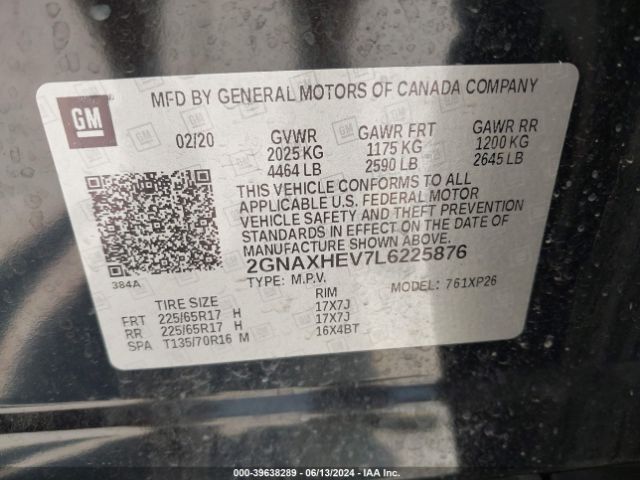 GM
MFD BY GENERAL MOTORS OF CANADA COMPANY
02/20 GVWR GAWR FRT GAWR RR
2025 KG 1175 KG 1200 KG
4464 LB 2590 LB 2645 LB
THIS VEHICLE CONFORMS TO ALL
APPLICABLE U.S. FEDERAL MOTOR
VEHICLE SAFETY AND THEFT PREVENTION
STANDARDS IN EFFECT ON THE DATE OF
MANUFACTURE SHOWN ABOVE.
384A
2GNAXHEV7L6225876
TYPE: M.P.V. MODEL: 761XP26
TIRE SIZE RIM
FRT 225/65R17 H 17X7J
RR 225/65R17 H 17X7J
SPA T135/70R16 M 16X4BT
000-39638289 - 06/13/2024 - IAA Inc.